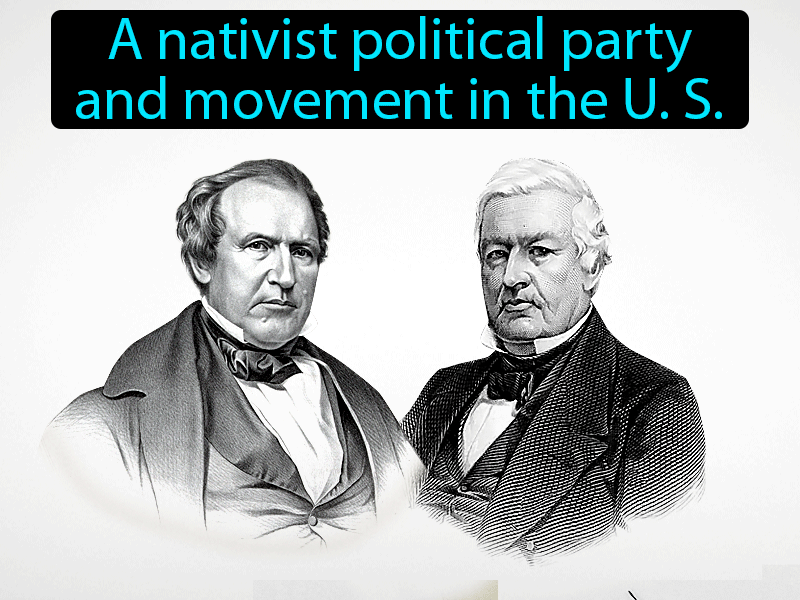 A nativist political party
and movement in the U. S.